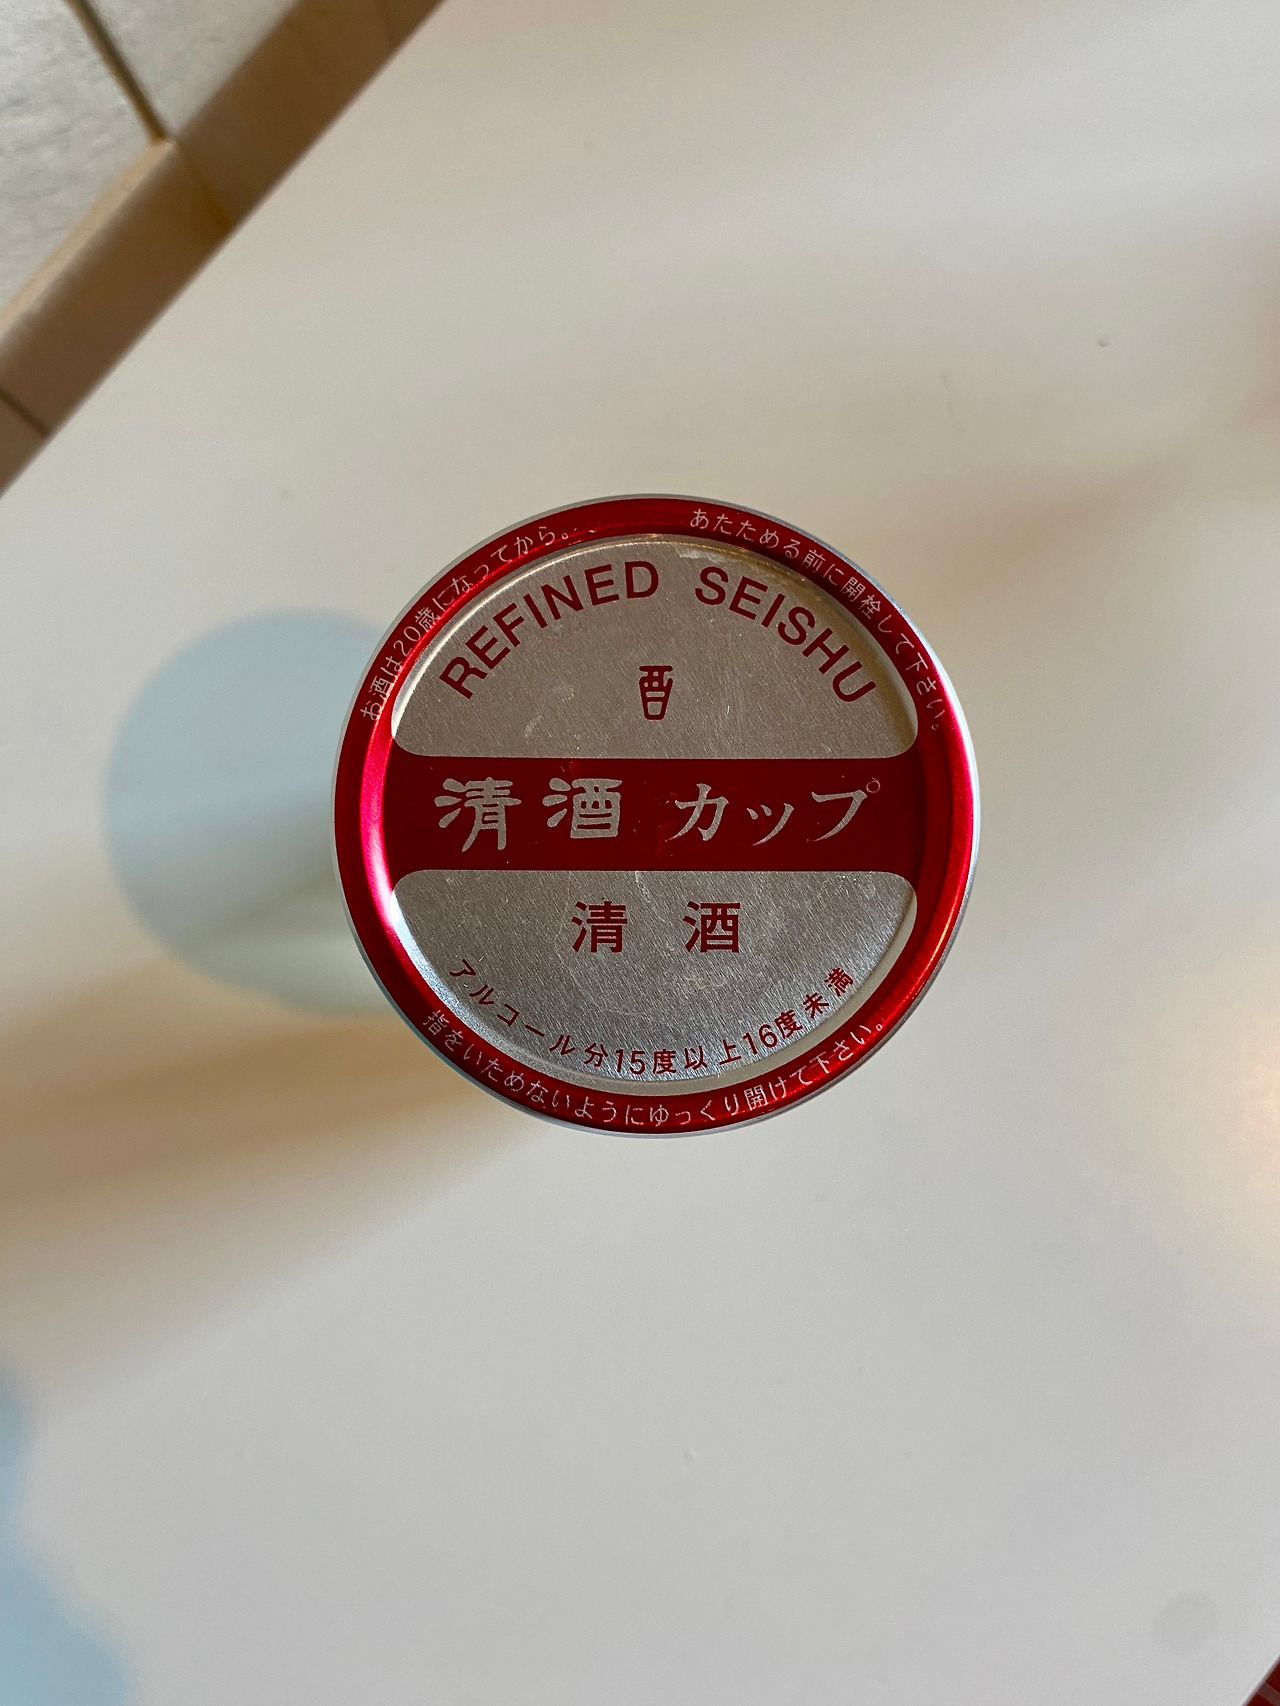 お酒は20歳になってから。
あたためる前に開栓して下さい。
REFINED SEISHU
清酒カップ
清酒
アルコール分15度以上16度未満
指をいためないようにゆっくり開けて下さい。